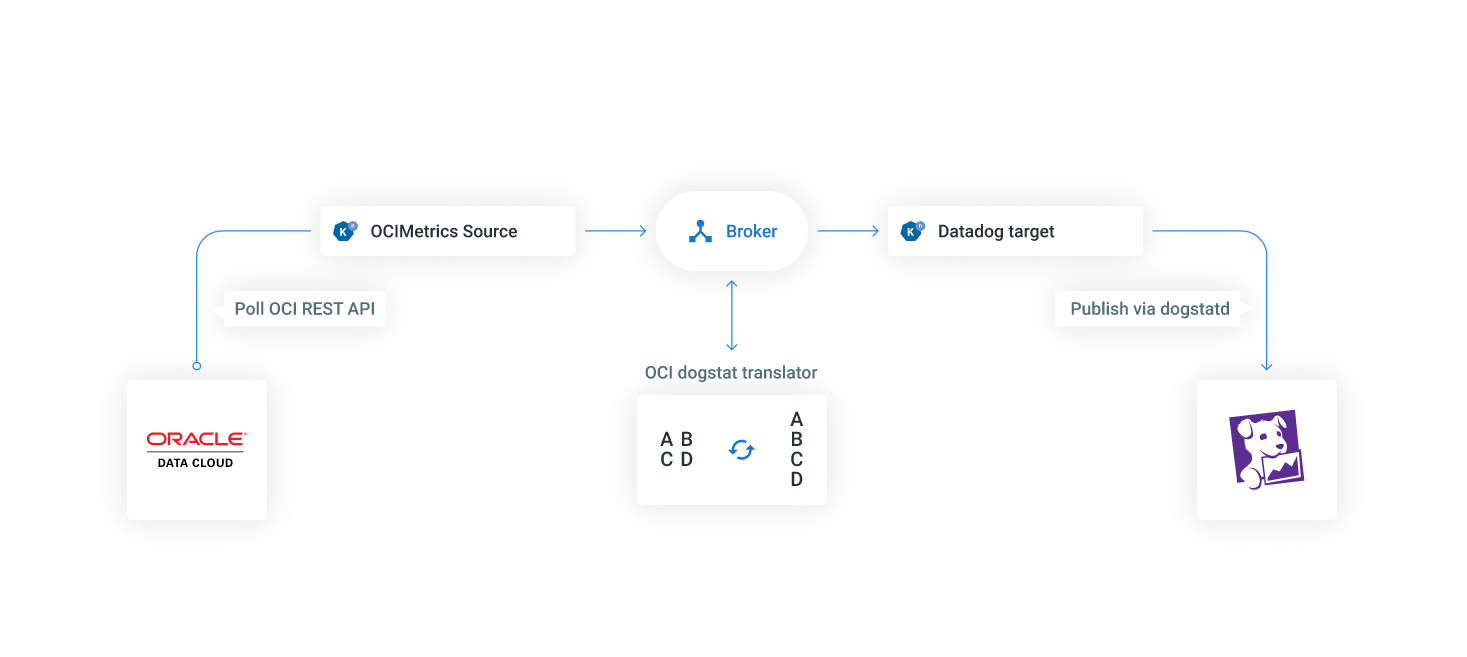 OCIMetrics Source
Broker
Datadog target
Poll OCI REST API
Publish via dogstatd
OCI dogstat translator
ORACLE
DATA CLOUD
A B
C D
A
B
C
D
K n
K n